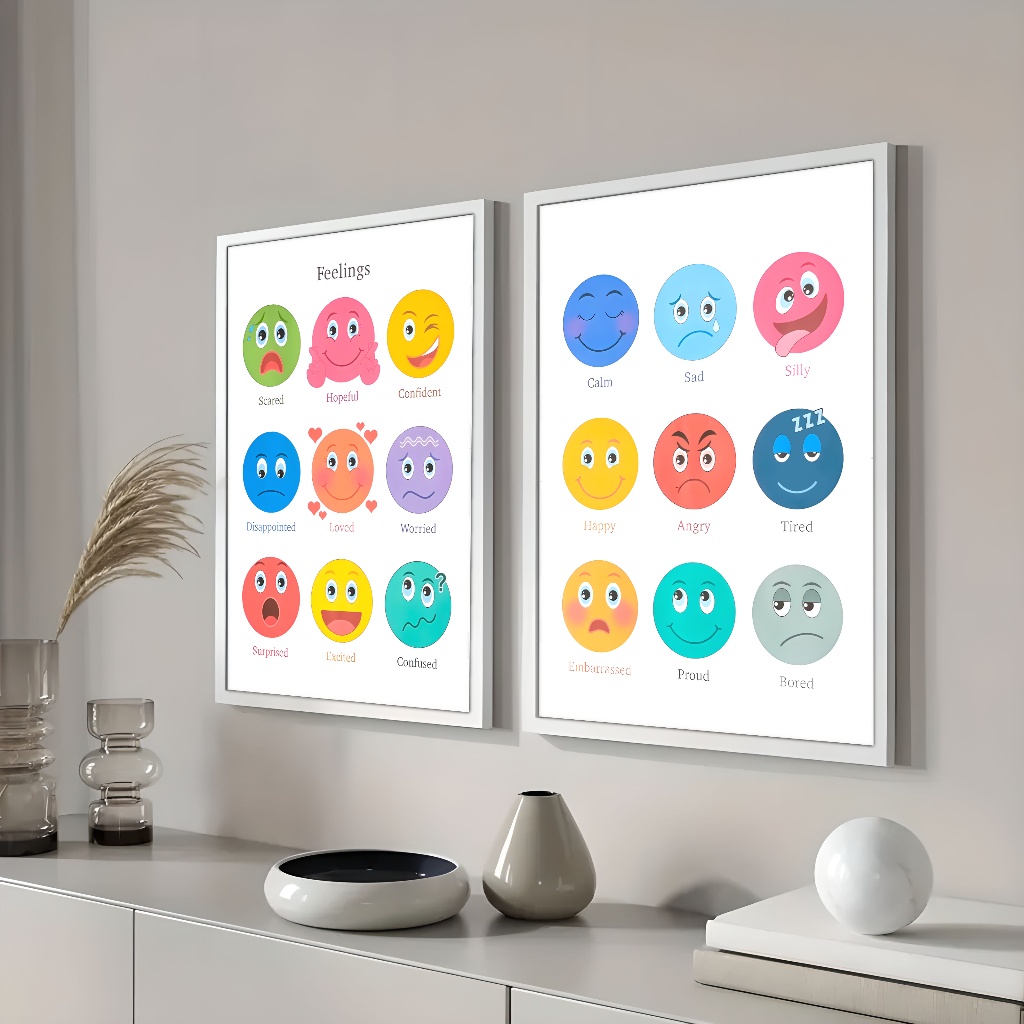 Feelings
Scared Hopeful Confident
Disappointed Loved Worried
?
Surprised Excited Confused
Calm Sad Silly
zzz
Happy Angry Tired
Embarrassed Proud Bored